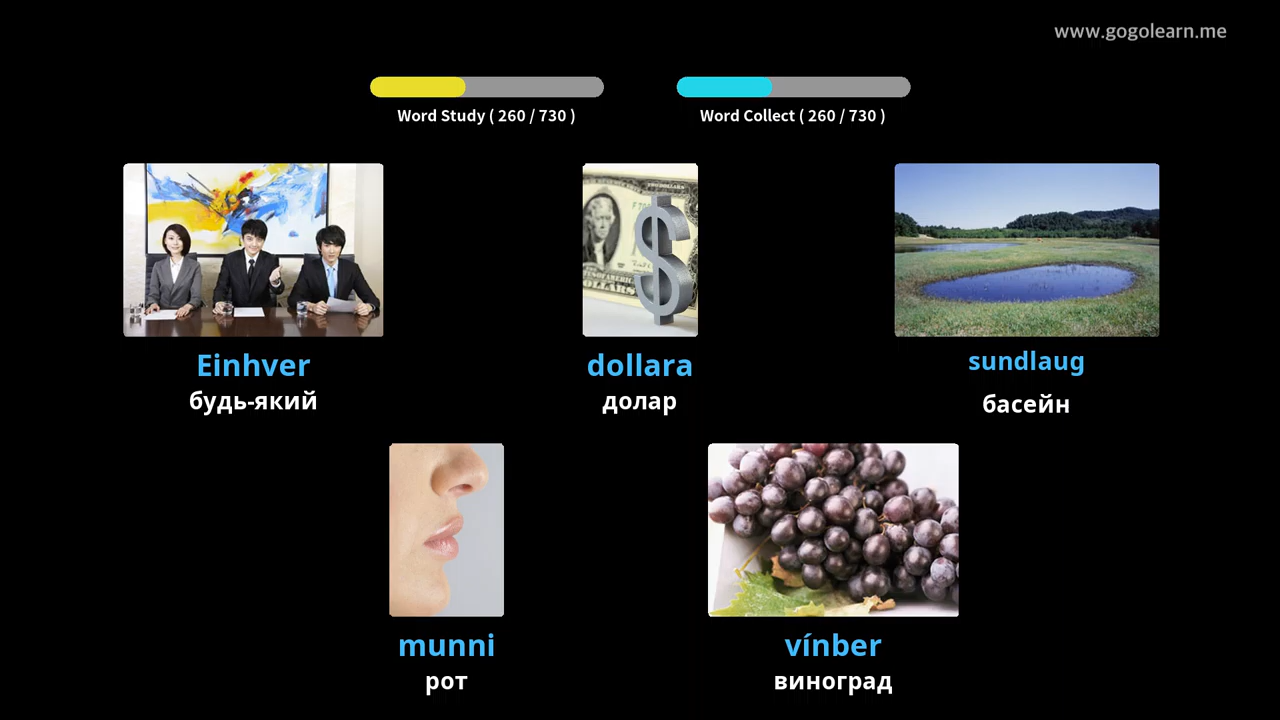 www.gogolearn.me
Word Study ( 260 / 730 )
Word Collect ( 260 / 730 )
Einhver
будь-який
dollara
долар
sundlaug
басейн
munni
рот
vínber
виноград